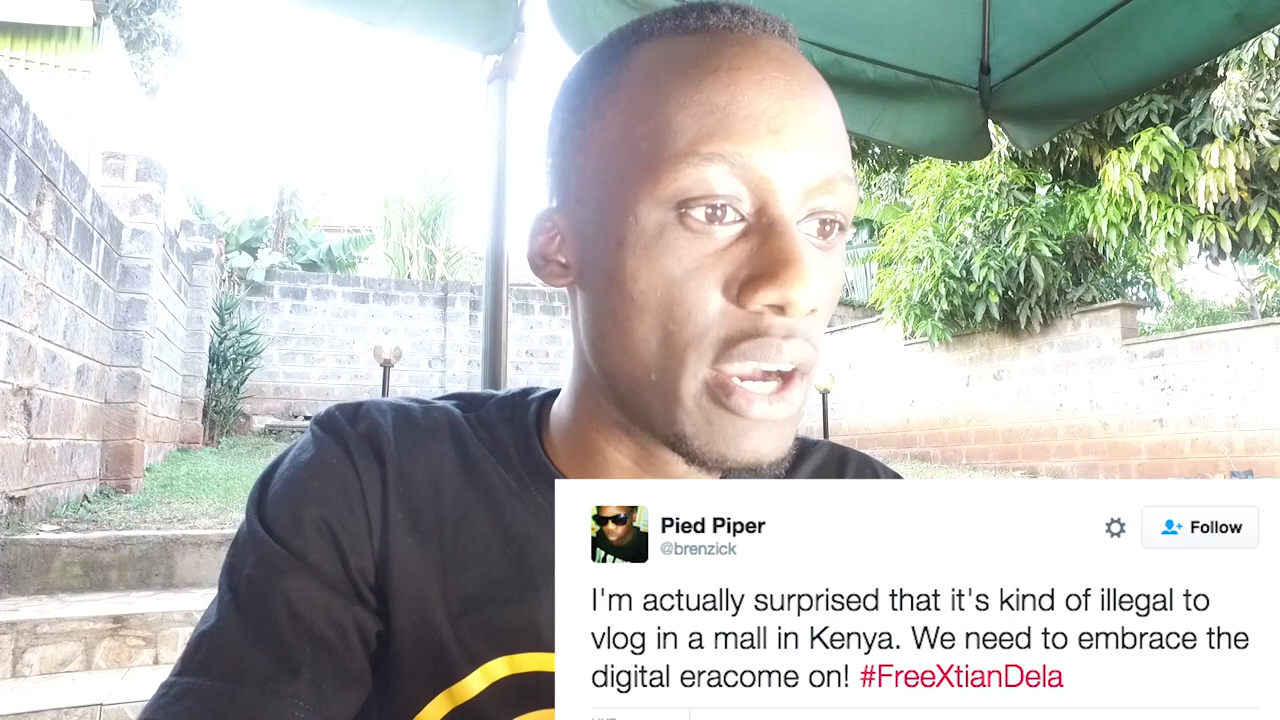 Pied Piper
@brenzick
Follow
I'm actually surprised that it's kind of illegal to
vlog in a mall in Kenya. We need to embrace the
digital eracome on! #FreeXtianDela